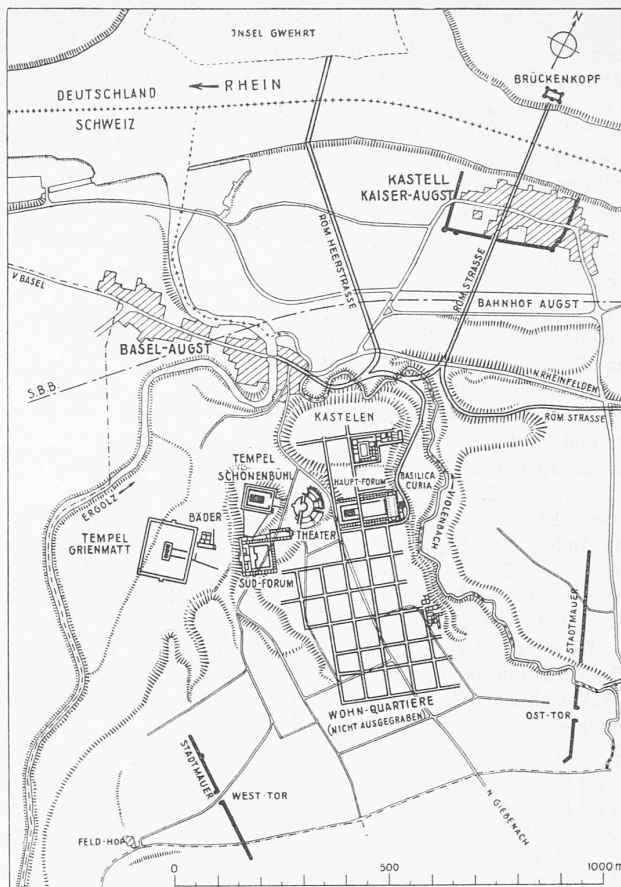 INSEL GWEHRT
N
BRÜCKENKOPF
DEUTSCHLAND
← RHEIN
SCHWEIZ
KASTELL
KAISER-AUGST
RÖM. HEERSTRASSE
RÖM. STRASSE
V. BASEL
BAHNHOF AUGST
BASEL-AUGST
S.B.B.
N. RHEINFELDEN
RÖM. STRASSE
KASTELEN
TEMPEL
SCHÖNENBÜHL
HAUPT-FORUM
BASILICA
CURIA
VIOLENBACH
ERGOLZ
BÄDER
THEATER
TEMPEL
GRIENMATT
SÜD-FORUM
STADTMAUER
WOHN-QUARTIERE
(NICHT AUSGEGRABEN)
OST-TOR
STADTMAUER
WEST-TOR
N. GIEBENACH
FELD-HOF
0 500 1000 m